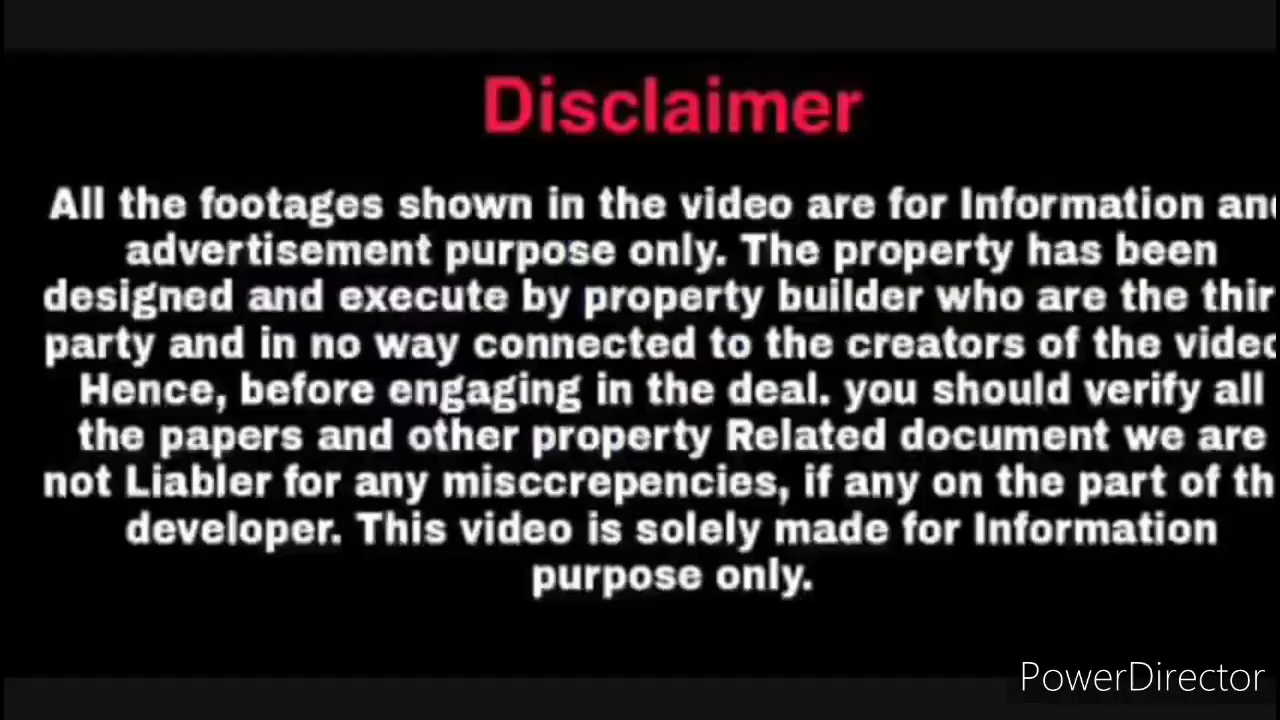 Disclaimer
All the footages shown in the video are for Information an
advertisement purpose only. The property has been
designed and execute by property builder who are the thir
party and in no way connected to the creators of the video
Hence, before engaging in the deal. you should verify all
the papers and other property Related document we are
not Liabler for any misccrepencies, if any on the part of th
developer. This video is solely made for Information
purpose only.
PowerDirector